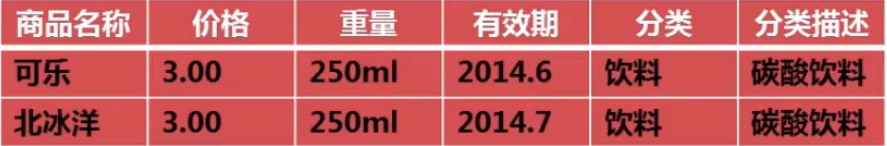 商品名称 价格 重量 有效期 分类 分类描述
可乐 3.00 250ml 2014.6 饮料 碳酸饮料
北冰洋 3.00 250ml 2014.7 饮料 碳酸饮料